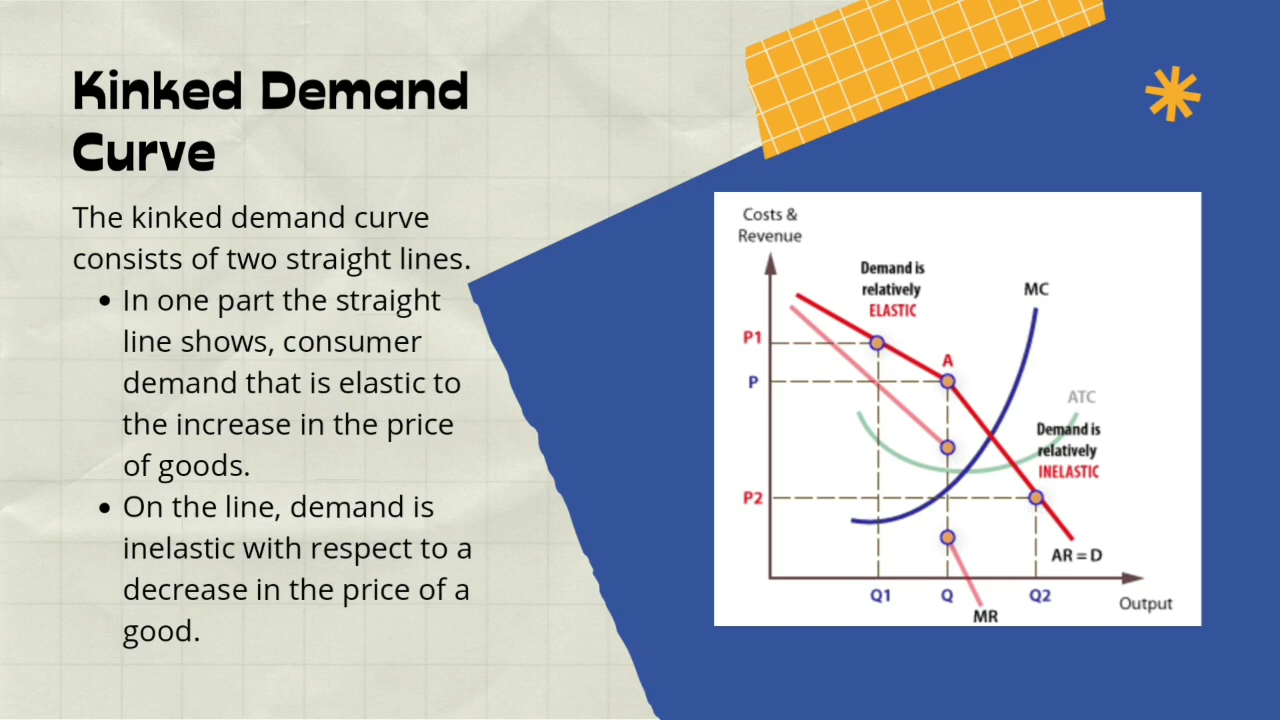 Kinked Demand
Curve
The kinked demand curve
consists of two straight lines.
• In one part the straight
line shows, consumer
demand that is elastic to
the increase in the price
of goods.
• On the line, demand is
inelastic with respect to a
decrease in the price of a
good.
Costs &
Revenue
Demand is
relatively
ELASTIC
MC
P1
A
P
ATC
Demand is
relatively
INELASTIC
P2
AR = D
Q1
Q
Q2
Output
MR